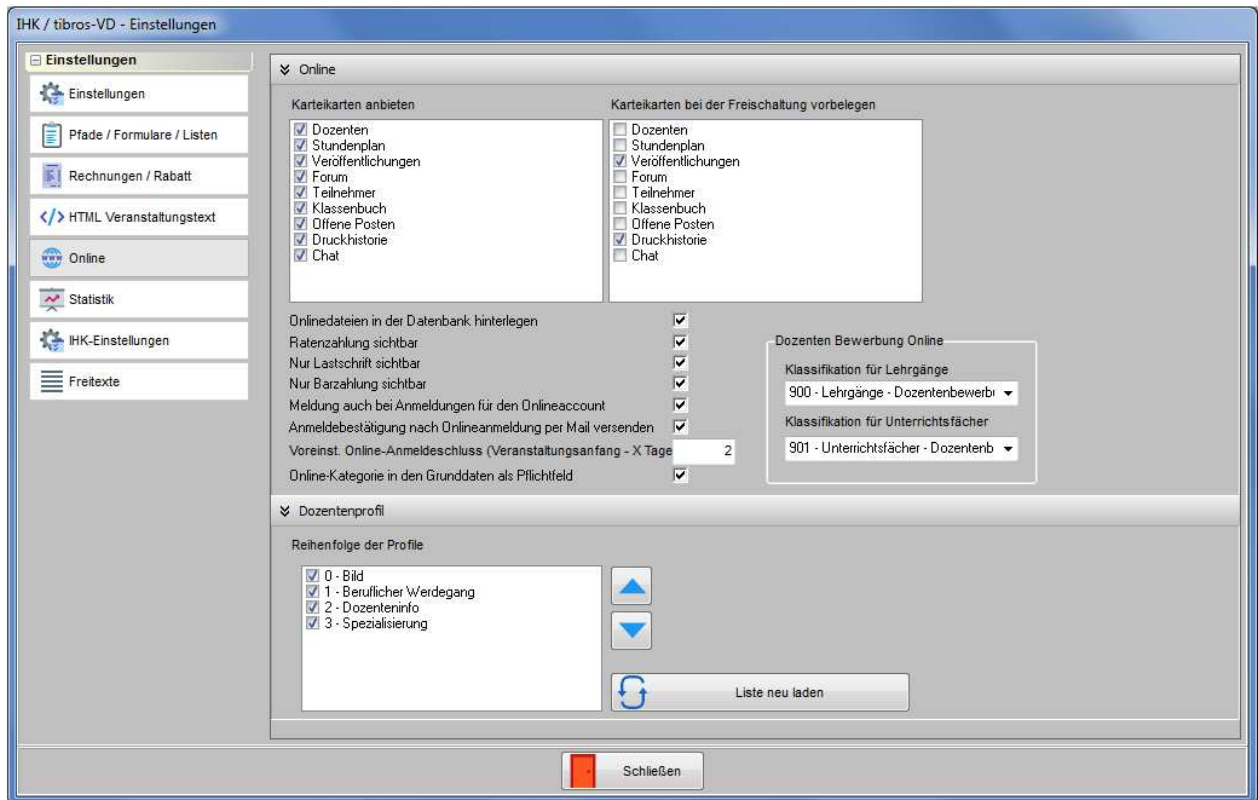 IHK / tibros-VD - Einstellungen
Einstellungen
Einstellungen
Pfade / Formulare / Listen
Rechnungen / Rabatt
HTML Veranstaltungstext
Online
Statistik
IHK-Einstellungen
Freitexte
Online
Karteikarten anbieten
Dozenten
Stundenplan
Veröffentlichungen
Forum
Teilnehmer
Klassenbuch
Offene Posten
Druckhistorie
Chat
Karteikarten bei der Freischaltung vorbelegen
Dozenten
Stundenplan
Veröffentlichungen
Forum
Teilnehmer
Klassenbuch
Offene Posten
Druckhistorie
Chat
Onlinedateien in der Datenbank hinterlegen
Ratenzahlung sichtbar
Nur Lastschrift sichtbar
Nur Barzahlung sichtbar
Meldung auch bei Anmeldungen für den Onlineaccount
Anmeldebestätigung nach Onlineanmeldung per Mail versenden
Voreinst. Online-Anmeldeschluss (Veranstaltungsanfang - X Tage 2
Online-Kategorie in den Grunddaten als Pflichtfeld
Dozenten Bewerbung Online
Klassifikation für Lehrgänge
900 - Lehrgänge - Dozentenbewerbı
Klassifikation für Unterrichtsfächer
901 - Unterrichtsfächer - Dozentenb
Dozentenprofil
Reihenfolge der Profile
0 - Bild
1 - Beruflicher Werdegang
2 - Dozenteninfo
3 - Spezialisierung
Liste neu laden
Schließen